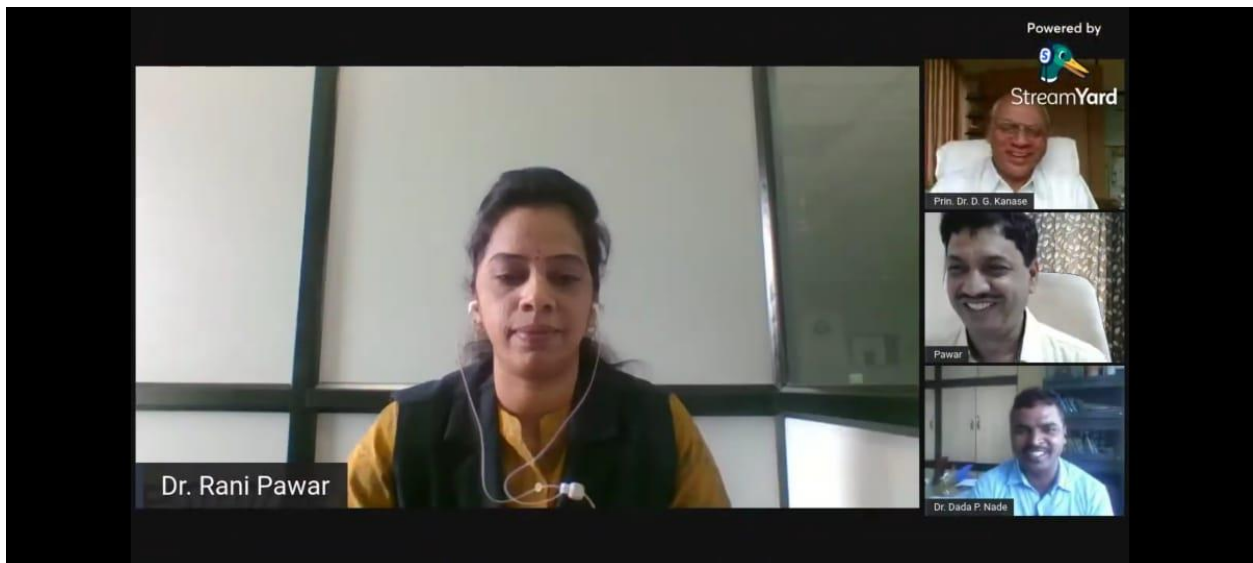 Powered by
S
StreamYard
Prin. Dr. D. G. Kanase
Pawar
Dr. Rani Pawar
Dr. Dada P. Nade